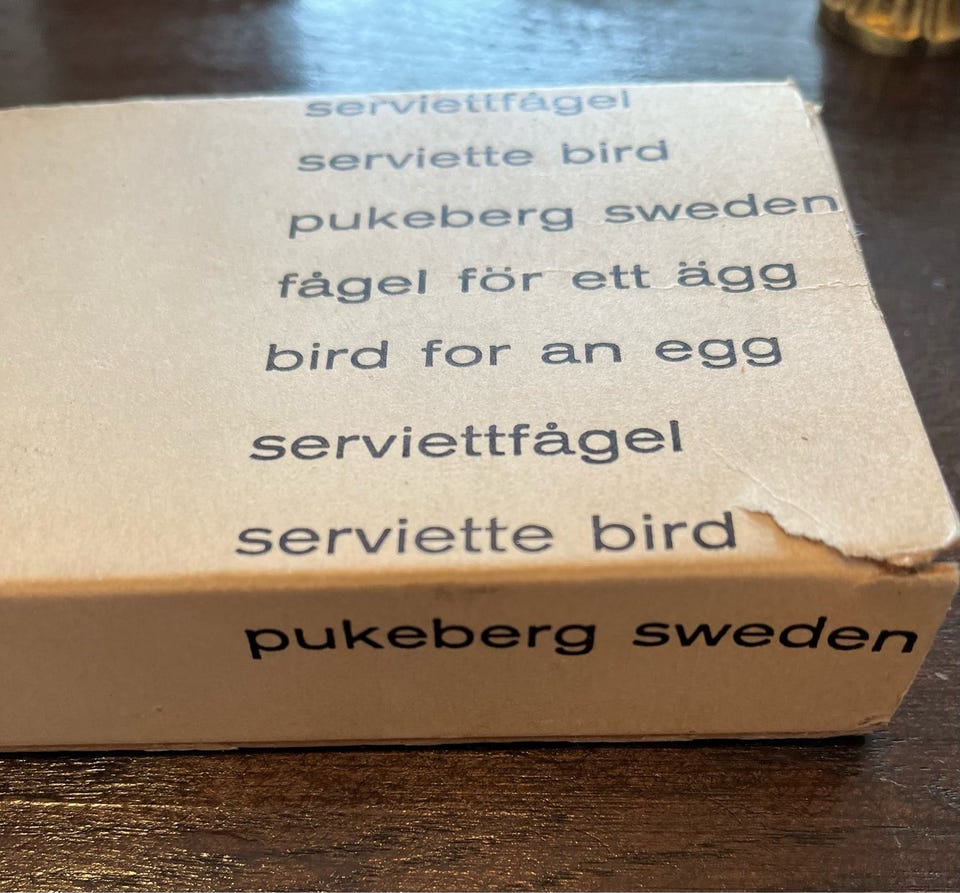 serviettfågel
serviette bird
pukeberg sweden
fågel för ett ägg
bird for an egg
serviettfågel
serviette bird
pukeberg sweden